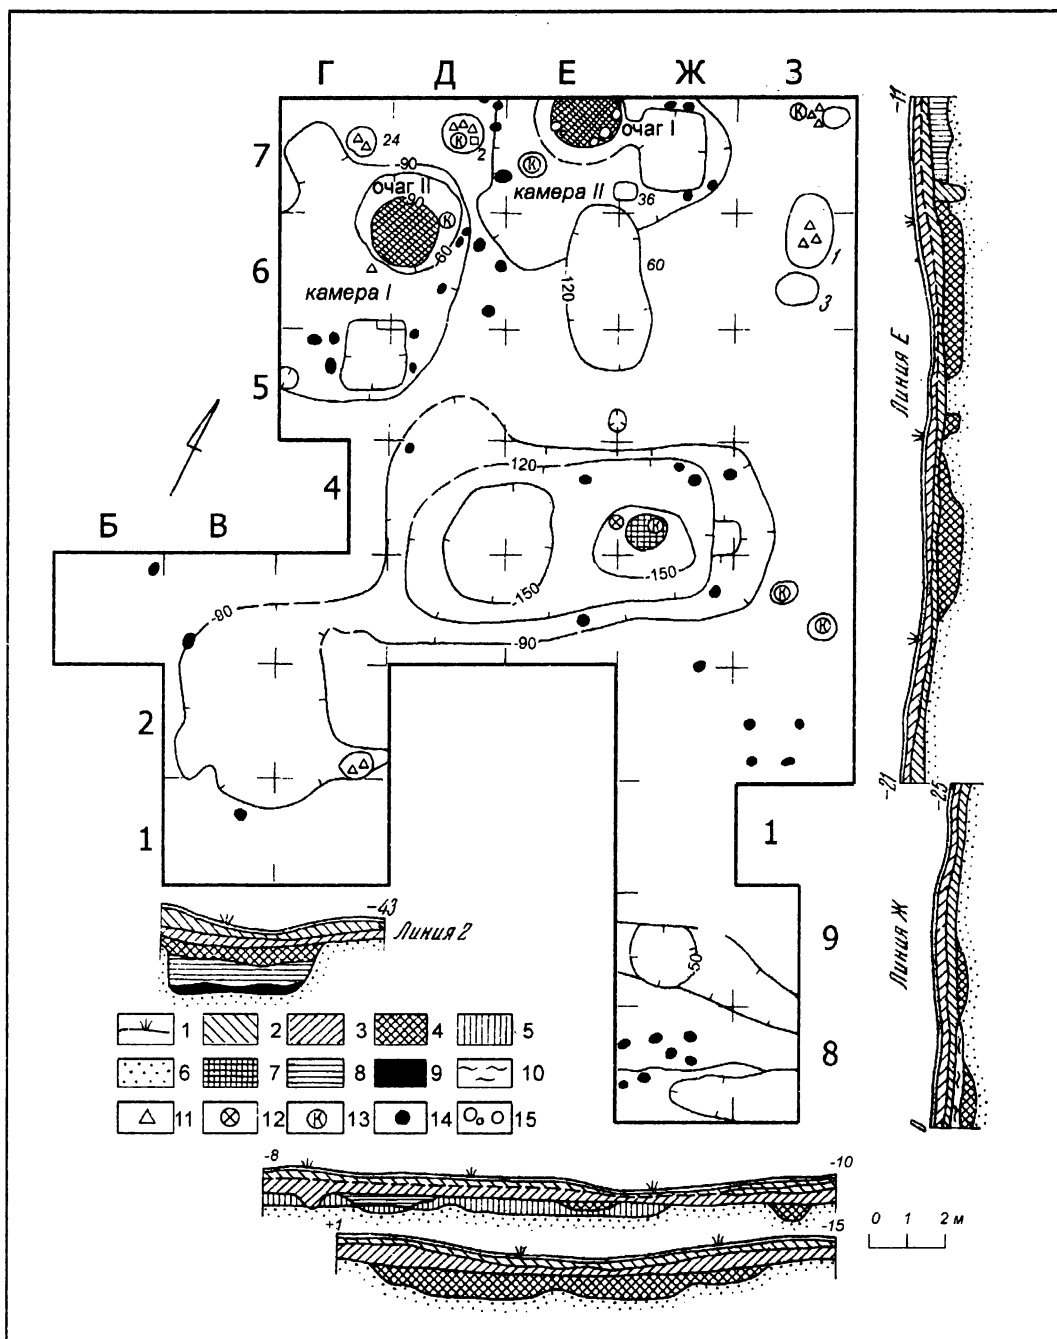 Г Д Е Ж З
7
24
2
очаг I
-90
очаг II
-90
К
К
К
К
камера II
36
6
-60
120
60
1
3
камера I
5
4
Б В
120
К
-90
-150
-150
К
К
-90
2
1
1
9
-50
8
-11
Линия Е
-21
-25
Линия Ж
0
-43
Линия 2
1 2 3 4 5
6 7 8 9 10
11 12 К 13 14 15
-8 -10
+1 -15
0 1 2 м